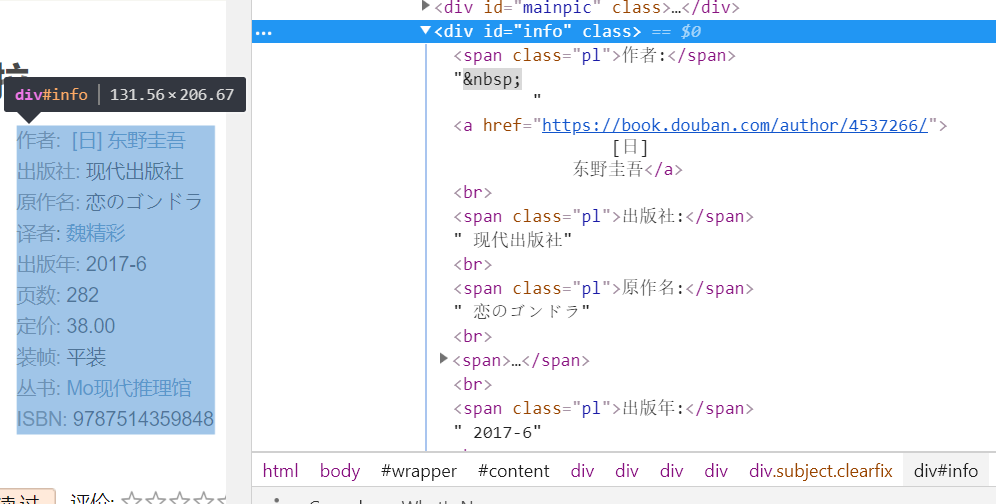 div#info | 131.56 × 206.67
作者: [日] 东野圭吾
出版社: 现代出版社
原作名: 恋のゴンドラ
译者: 魏精彩
出版年: 2017-6
页数: 282
定价: 38.00
装帧: 平装
丛书: Mo现代推理馆
ISBN: 9787514359848
评价:
▶<div id="mainpic" class>…</div>
… ▼<div id="info" class> == $0
<span class="pl">作者:</span>
"&nbsp;
"
<a href="https://book.douban.com/author/4537266/">
[日]
东野圭吾</a>
<br>
<span class="pl">出版社:</span>
" 现代出版社"
<br>
<span class="pl">原作名:</span>
" 恋のゴンドラ"
<br>
▶<span>…</span>
<br>
<span class="pl">出版年:</span>
" 2017-6"
html body #wrapper #content div div div div div.subject.clearfix div#info